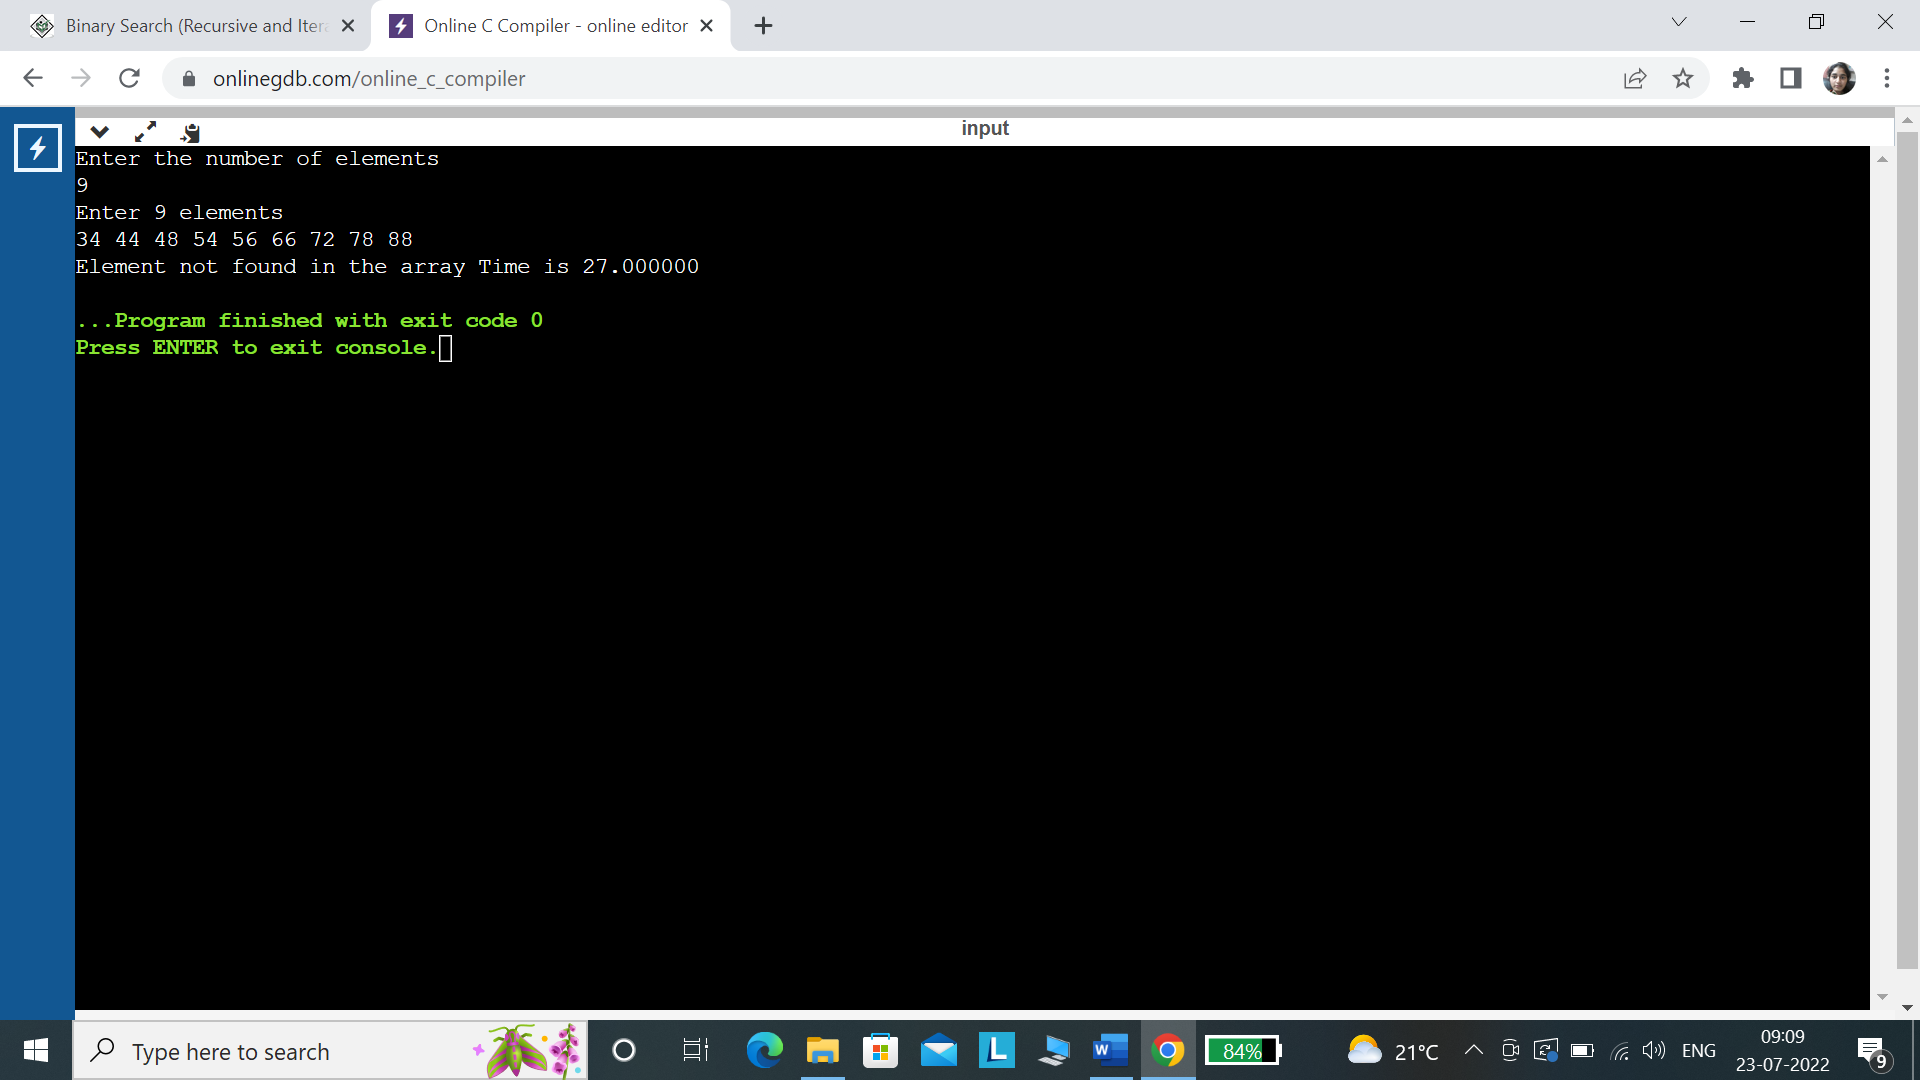 Binary Search (Recursive and Iter
Online C Compiler - online editor
onlinegdb.com/online_c_compiler
input
Enter the number of elements
9
Enter 9 elements
34 44 48 54 56 66 72 78 88
Element not found in the array Time is 27.000000
...Program finished with exit code 0
Press ENTER to exit console.
Type here to search
L
W
84%
21°C
ENG
09:09
23-07-2022
9